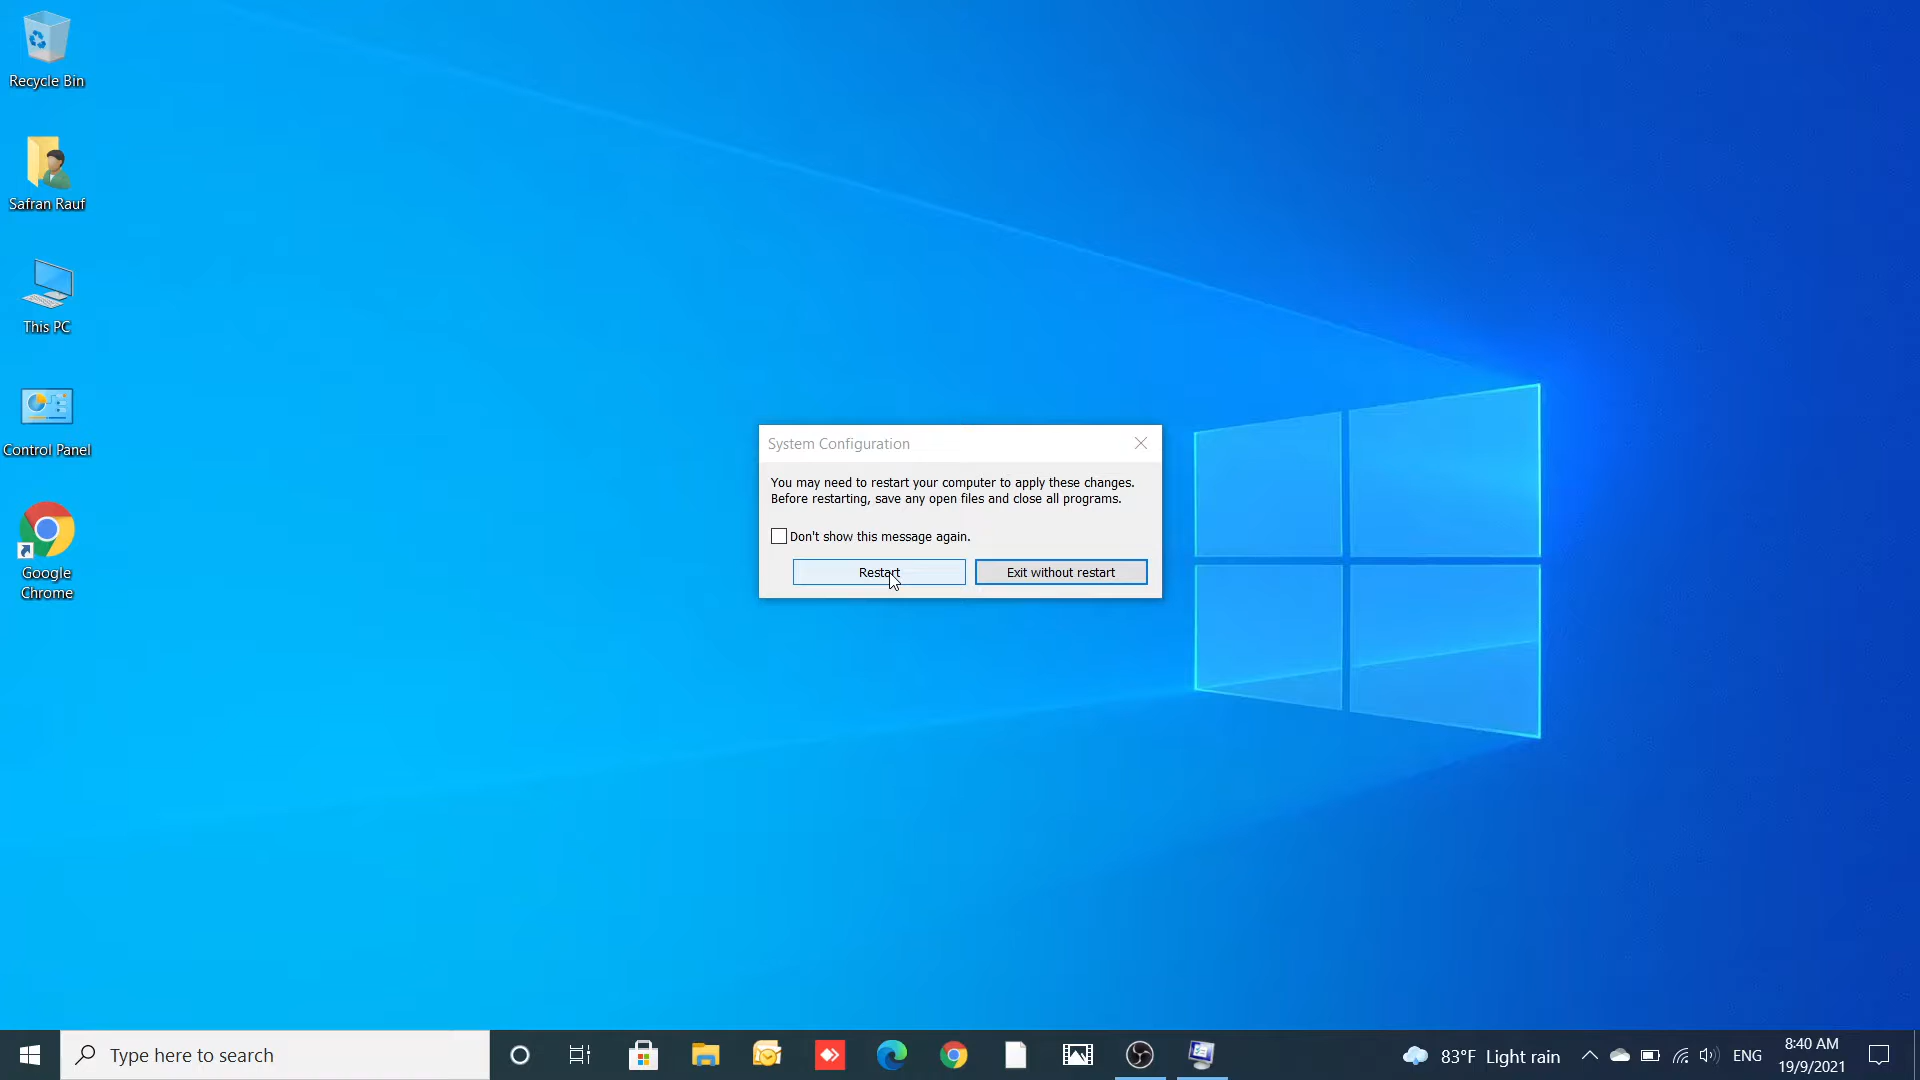 Recycle Bin
Safran Rauf
This PC
Control Panel
Google
Chrome
System Configuration
You may need to restart your computer to apply these changes.
Before restarting, save any open files and close all programs.
Don't show this message again.
Restart
Exit without restart
Type here to search
83°F Light rain
ENG
8:40 AM
19/9/2021